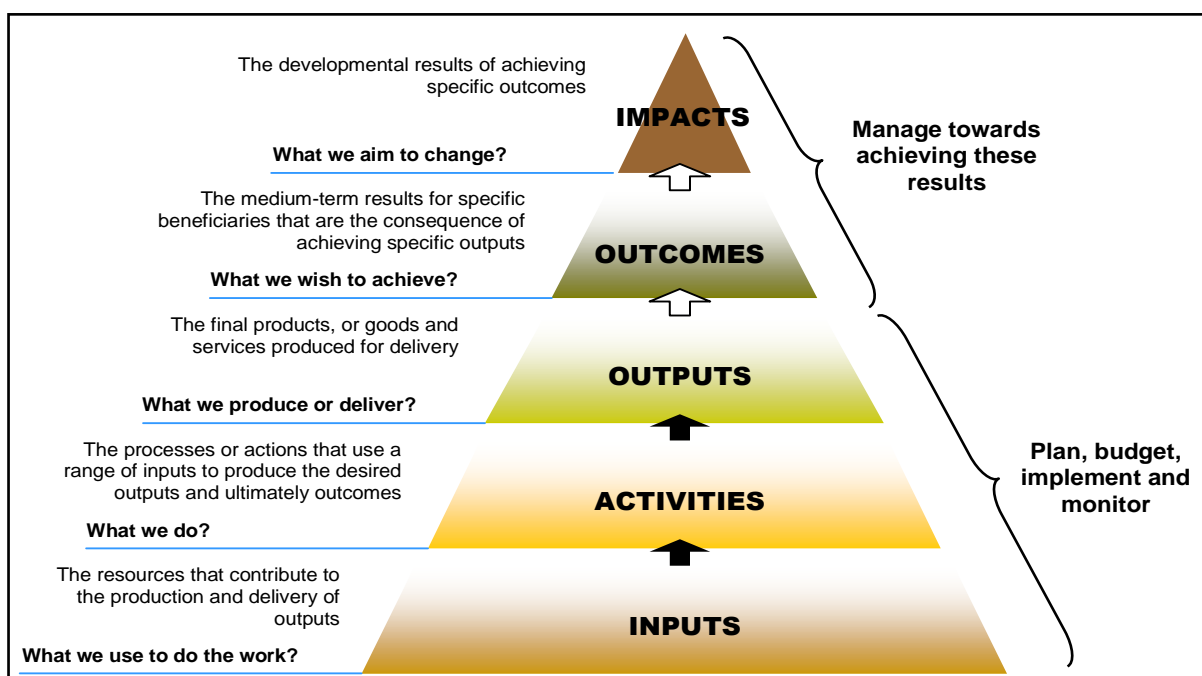 The developmental results of achieving
specific outcomes
IMPACTS
What we aim to change?
Manage towards
achieving these
results
The medium-term results for specific
beneficiaries that are the consequence of
achieving specific outputs
OUTCOMES
What we wish to achieve?
The final products, or goods and
services produced for delivery
OUTPUTS
What we produce or deliver?
The processes or actions that use a
range of inputs to produce the desired
outputs and ultimately outcomes
ACTIVITIES
What we do?
Plan, budget,
implement and
monitor
The resources that contribute to
the production and delivery of
outputs
INPUTS
What we use to do the work?